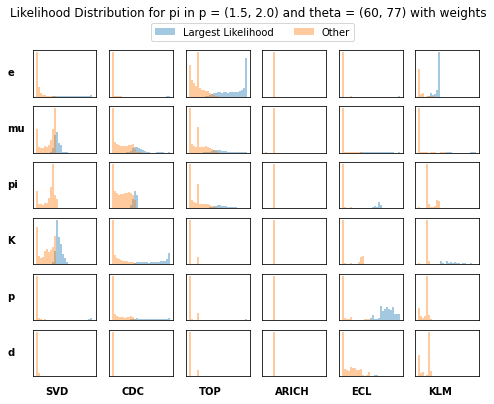 Likelihood Distribution for pi in p = (1.5, 2.0) and theta = (60, 77) with weights
Largest Likelihood Other
e
mu
pi
K
p
d
SVD CDC TOP ARICH ECL KLM